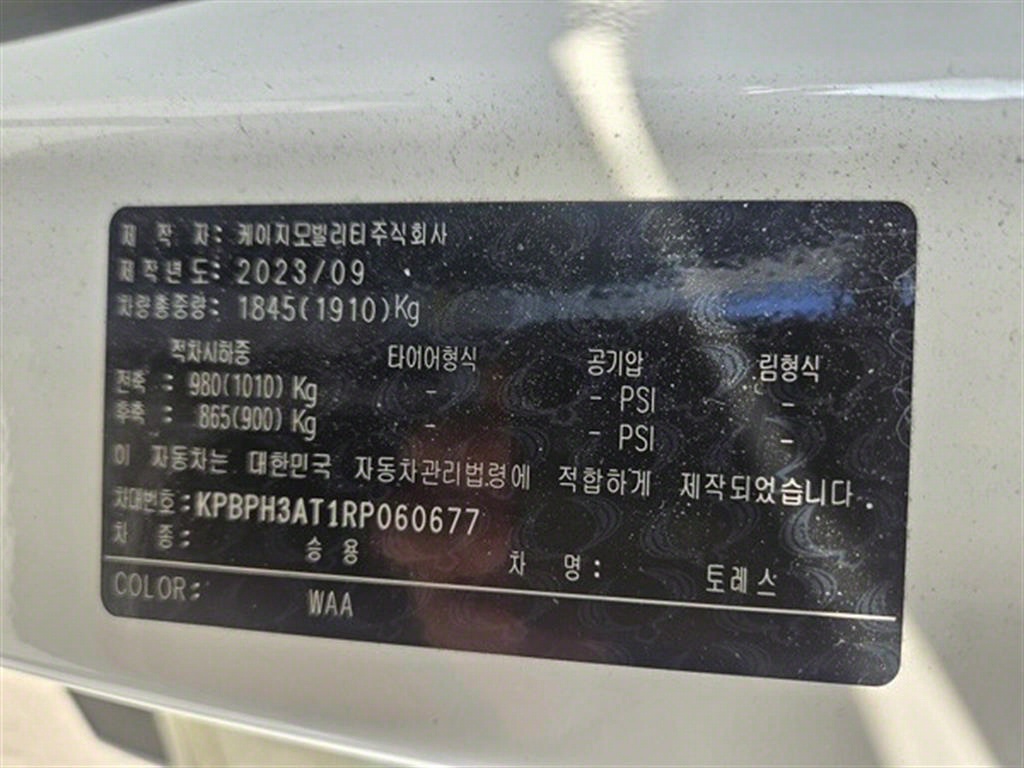 제 작 자: 케이지모빌리티주식회사
제작년도: 2023/09
차량총중량: 1845(1910)Kg
적차시하중 타이어형식 공기압 림형식
전축 : 980(1010) Kg - - PSI -
후축 : 865(900) Kg - - PSI -
이 자동차는 대한민국 자동차관리법령에 적합하게 제작되었습니다.
차대번호: KPBPH3AT1RP060677
차 종: 승 용 차 명: 토레스
COLOR: WAA